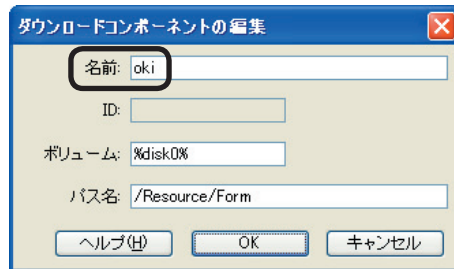 ダウンロードコンポーネントの編集
名前: oki
ID:
ボリューム: %disk0%
パス名: /Resource/Form
ヘルプ(H) OK キャンセル